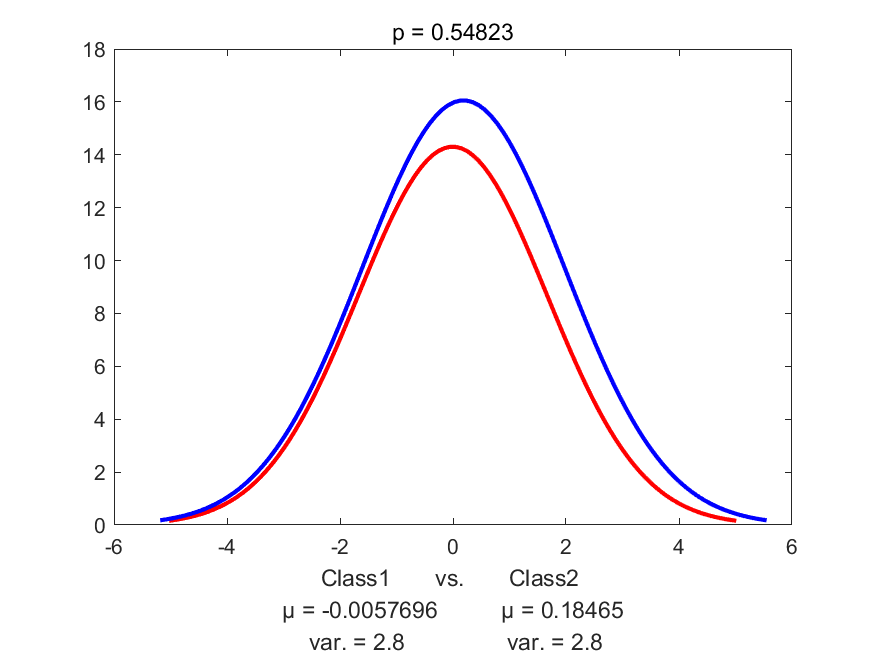 p = 0.54823
18
16
14
12
10
8
6
4
2
0
-6 -4 -2 0 2 4 6
Class1 vs. Class2
μ = -0.0057696 μ = 0.18465
var. = 2.8 var. = 2.8